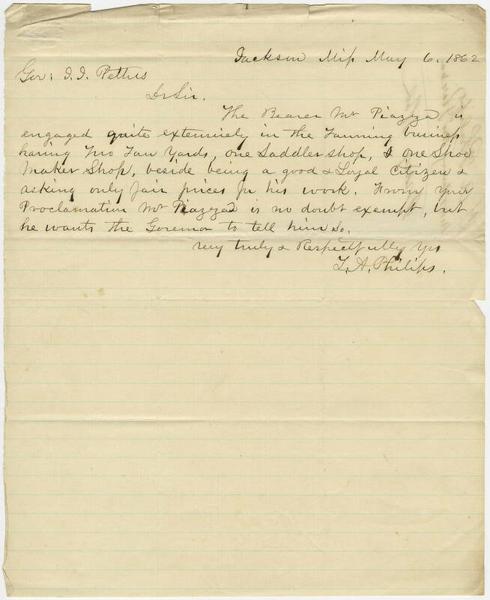 Jackson Miſs May 6, 1862
Gov: J. J. Pettus
Dr Sir.
The Bearer Mr Piazza is
engaged quite extensively in the Tanning buiness
having Two Tan Yards, one Saddler shop, & one Shoe
Maker Shop, beside being a good & Loyal Citizen &
asking only fair prices for his work. From your
Proclamation Mr Piazza is no doubt exempt, but
he wants the Governor to tell him so.
very truly & Respectfully Yrs
L. A. Philips.